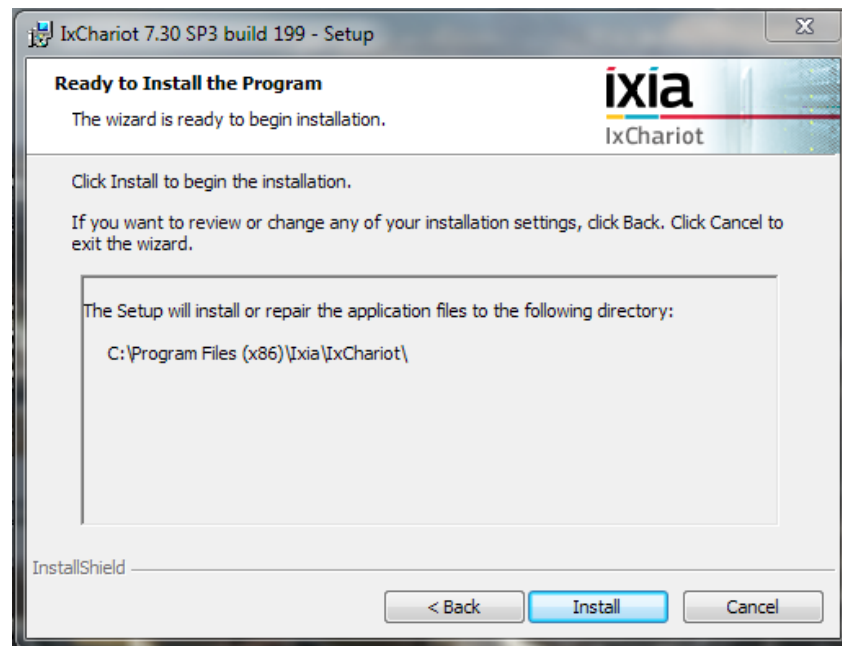 IxChariot 7.30 SP3 build 199 - Setup
Ready to Install the Program
The wizard is ready to begin installation.
ixia
IxChariot
Click Install to begin the installation.
If you want to review or change any of your installation settings, click Back. Click Cancel to
exit the wizard.
The Setup will install or repair the application files to the following directory:
C:\Program Files (x86)\Ixia\IxChariot\
InstallShield
< Back
Install
Cancel